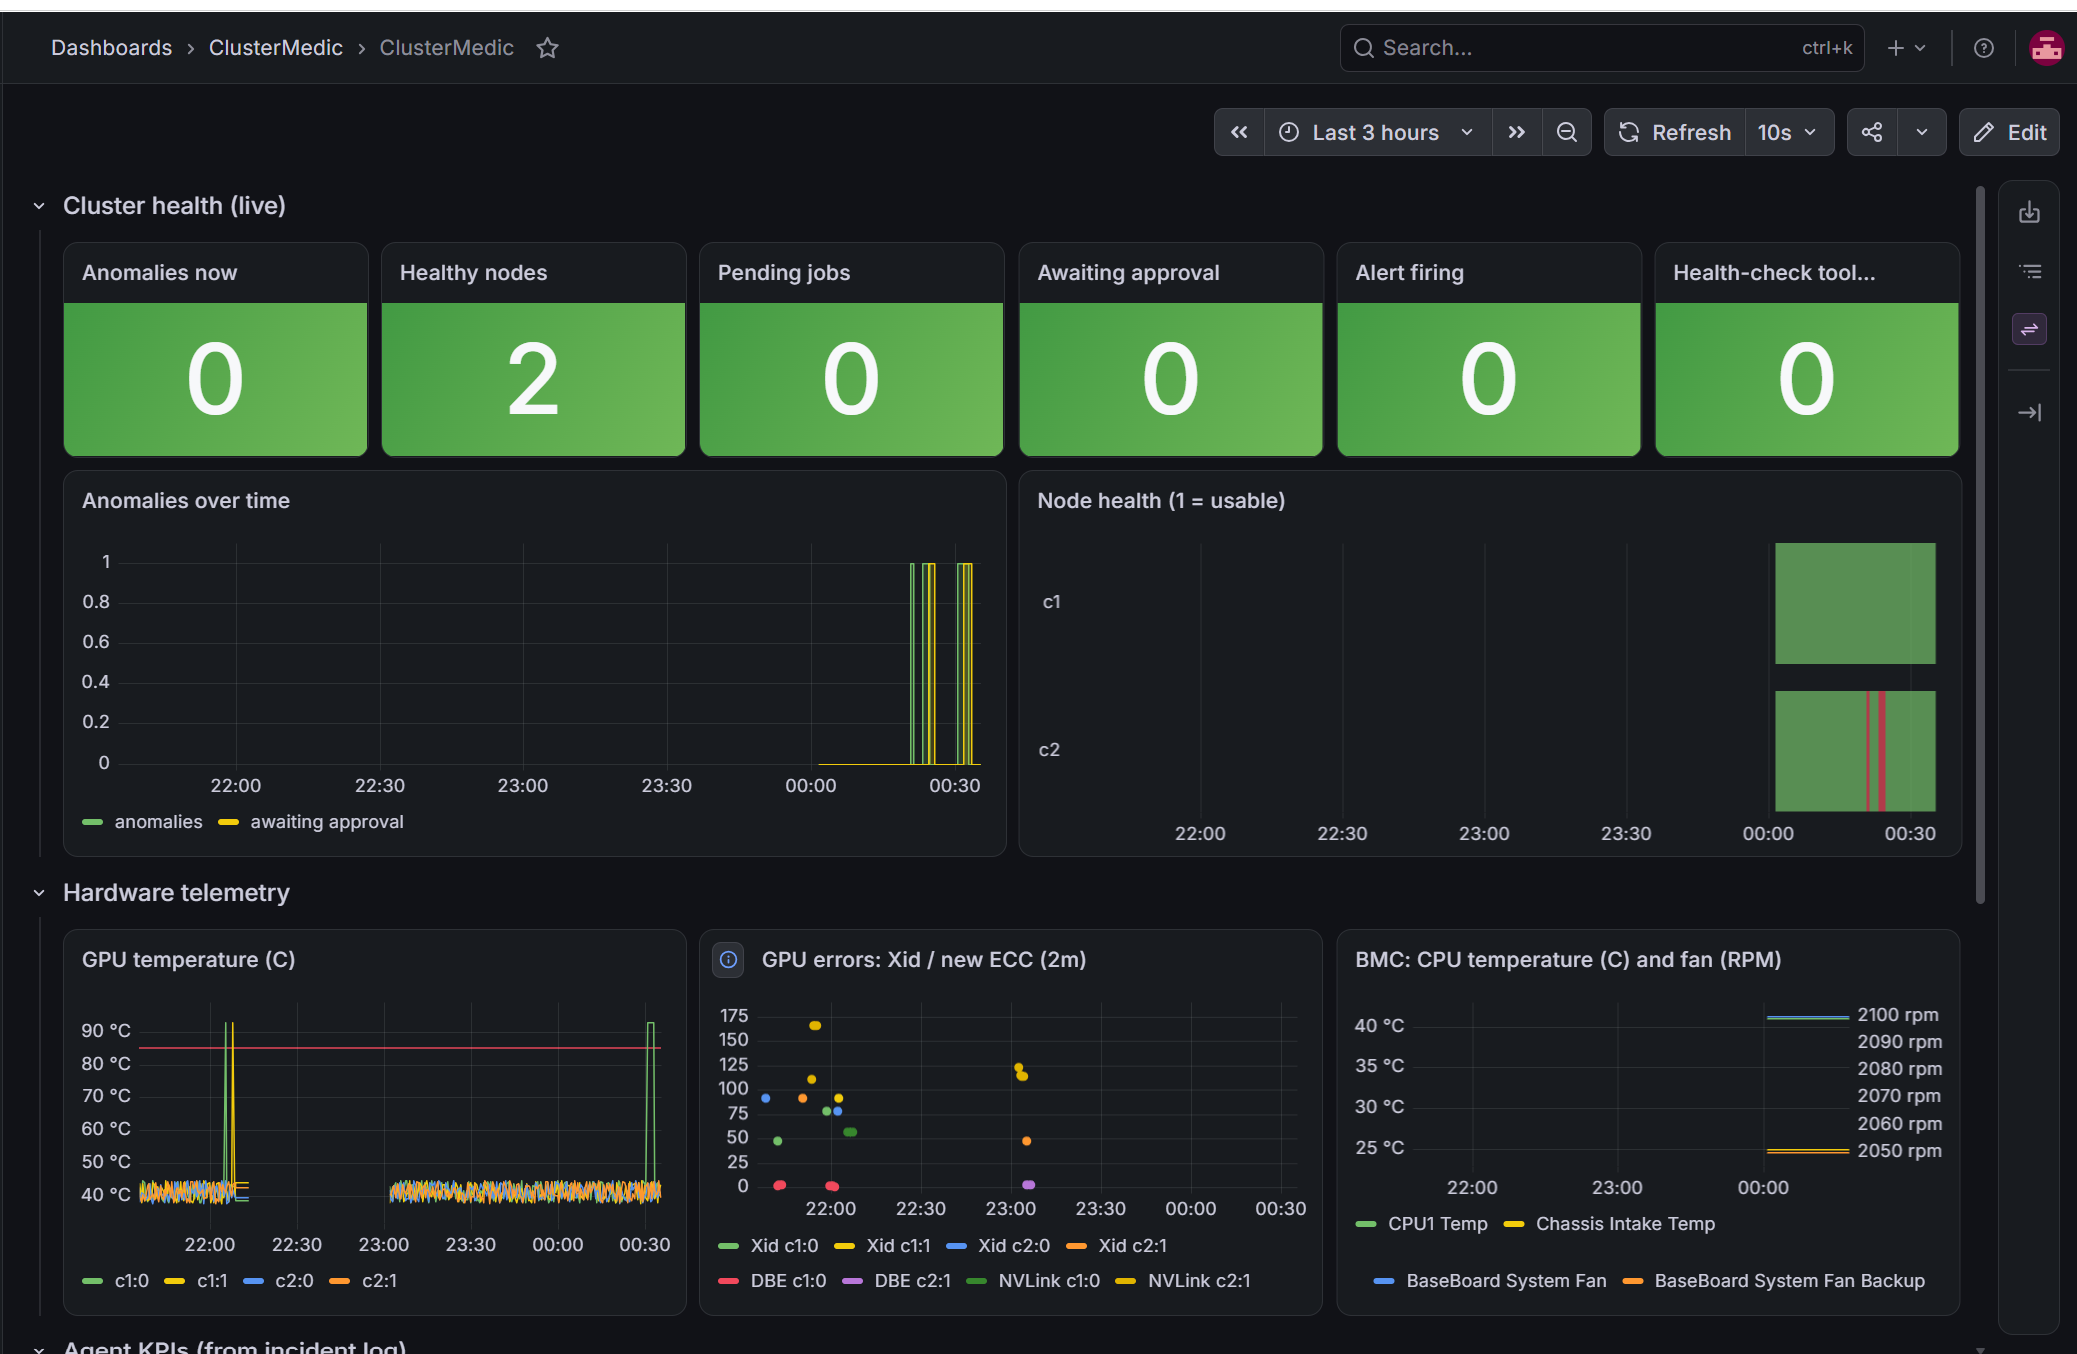 Dashboards › ClusterMedic › ClusterMedic
Search... ctrl+k
Last 3 hours Refresh 10s Edit
Cluster health (live)
Anomalies now
0
Healthy nodes
2
Pending jobs
0
Awaiting approval
0
Alert firing
0
Health-check tool...
0
Anomalies over time
1
0.8
0.6
0.4
0.2
0
22:00 22:30 23:00 23:30 00:00 00:30
anomalies awaiting approval
Node health (1 = usable)
c1
c2
22:00 22:30 23:00 23:30 00:00 00:30
Hardware telemetry
GPU temperature (C)
90 °C
80 °C
70 °C
60 °C
50 °C
40 °C
22:00 22:30 23:00 23:30 00:00 00:30
c1:0 c1:1 c2:0 c2:1
GPU errors: Xid / new ECC (2m)
175
150
125
100
75
50
25
0
22:00 22:30 23:00 23:30 00:00 00:30
Xid c1:0 Xid c1:1 Xid c2:0 Xid c2:1
DBE c1:0 DBE c2:1 NVLink c1:0 NVLink c2:1
BMC: CPU temperature (C) and fan (RPM)
40 °C
35 °C
30 °C
25 °C
2100 rpm
2090 rpm
2080 rpm
2070 rpm
2060 rpm
2050 rpm
22:00 23:00 00:00
CPU1 Temp Chassis Intake Temp
BaseBoard System Fan BaseBoard System Fan Backup
Agent KPIs (from incident log)